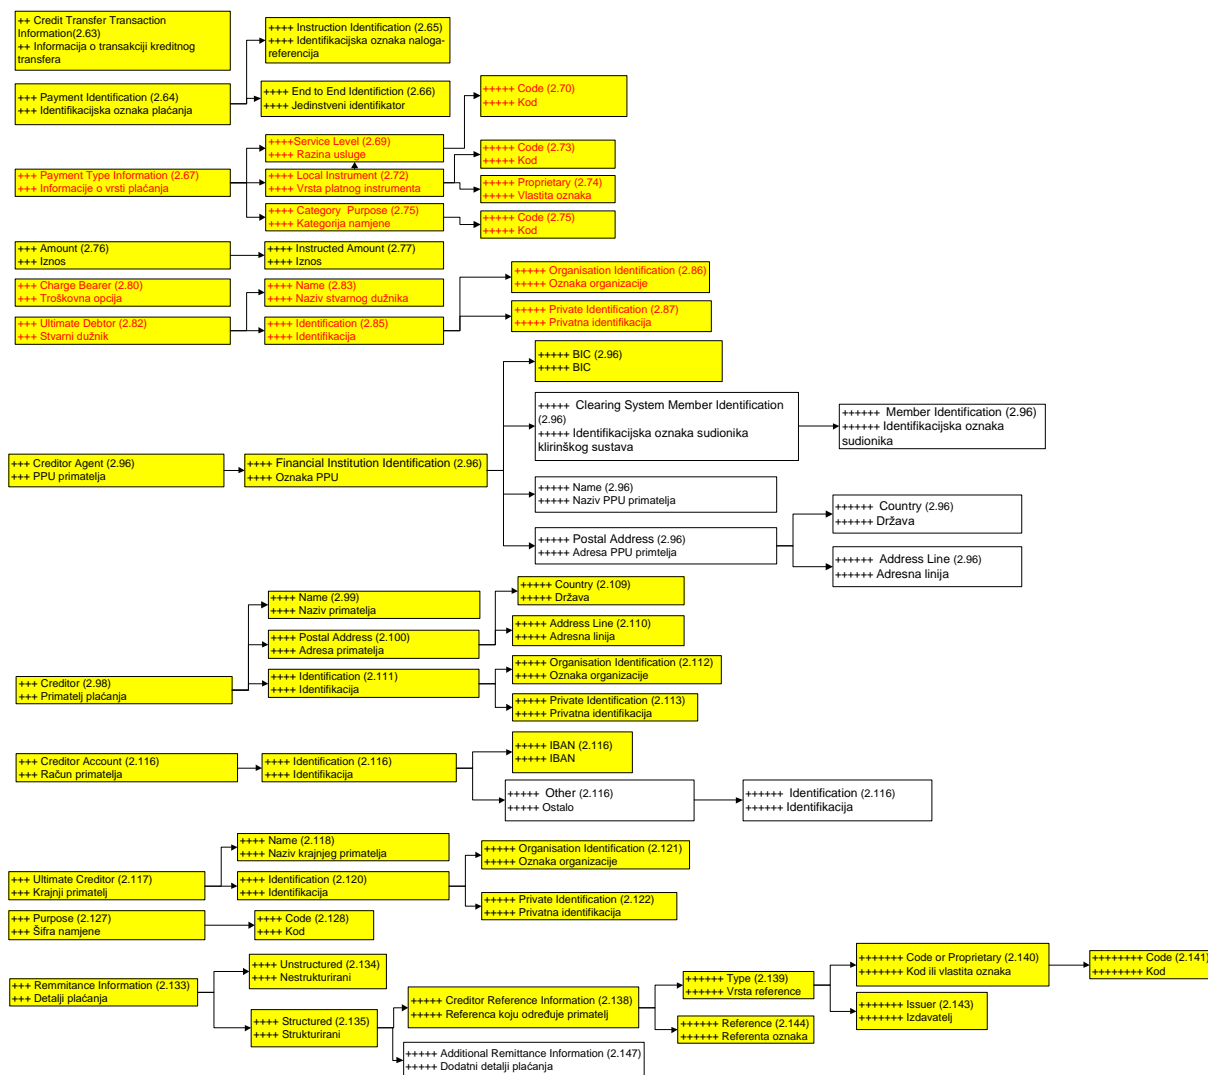 ++ Credit Transfer Transaction
Information(2.63)
++ Informacija o transakciji kreditnog
transfera
++++ Instruction Identification (2.65)
++++ Identifikacijska oznaka naloga-
referencija
+++ Payment Identification (2.64)
+++ Identifikacijska oznaka plaćanja
++++ End to End Identifiction (2.66)
++++ Jedinstveni identifikator
+++++ Code (2.70)
+++++ Kod
++++Service Level (2.69)
++++ Razina usluge
+++++ Code (2.73)
+++++ Kod
+++ Payment Type Information (2.67)
+++ Informacije o vrsti plaćanja
++++ Local Instrument (2.72)
++++ Vrsta platnog instrumenta
+++++ Proprietary (2.74)
+++++ Vlastita oznaka
++++ Category  Purpose (2.75)
++++ Kategorija namjene
+++++ Code (2.75)
+++++ Kod
+++ Amount (2.76)
+++ Iznos
++++ Instructed Amount (2.77)
++++ Iznos
+++ Charge Bearer (2.80)
+++ Troškovna opcija
++++ Name (2.83)
++++ Naziv stvarnog dužnika
+++++ Organisation Identification (2.86)
+++++ Oznaka organizacije
+++ Ultimate Debtor (2.82)
+++ Stvarni dužnik
++++ Identification (2.85)
++++ Identifikacija
+++++ Private Identification (2.87)
+++++ Privatna identifikacija
+++++ BIC (2.96)
+++++ BIC
+++++ Clearing System Member Identification
(2.96)
+++++ Identifikacijska oznaka sudionika
klirinškog sustava
++++++ Member Identification (2.96)
++++++ Identifikacijska oznaka
sudionika
+++ Creditor Agent (2.96)
+++ PPU primatelja
++++ Financial Institution Identification (2.96)
++++ Oznaka PPU
+++++ Name (2.96)
+++++ Naziv PPU primatelja
++++++ Country (2.96)
++++++ Država
+++++ Postal Address (2.96)
+++++ Adresa PPU primtelja
++++++ Address Line (2.96)
++++++ Adresna linija
++++ Name (2.99)
++++ Naziv primatelja
+++++ Country (2.109)
+++++ Država
++++ Postal Address (2.100)
++++ Adresa primatelja
+++++ Address Line (2.110)
+++++ Adresna linija
+++ Creditor (2.98)
+++ Primatelj plaćanja
++++ Identification (2.111)
++++ Identifikacija
+++++ Organisation Identification (2.112)
+++++ Oznaka organizacije
+++++ Private Identification (2.113)
+++++ Privatna identifikacija
+++ Creditor Account (2.116)
+++ Račun primatelja
++++ Identification (2.116)
++++ Identifikacija
+++++ IBAN (2.116)
+++++ IBAN
+++++ Other (2.116)
+++++ Ostalo
++++++ Identification (2.116)
++++++ Identifikacija
++++ Name (2.118)
++++ Naziv krajnjeg primatelja
+++++ Organisation Identification (2.121)
+++++ Oznaka organizacije
+++ Ultimate Creditor (2.117)
+++ Krajnji primatelj
++++ Identification (2.120)
++++ Identifikacija
+++++ Private Identification (2.122)
+++++ Privatna identifikacija
+++ Purpose (2.127)
+++ Šifra namjene
++++ Code (2.128)
++++ Kod
+++ Remmitance Information (2.133)
+++ Detalji plaćanja
++++ Unstructured (2.134)
++++ Nestrukturirani
++++ Structured (2.135)
++++ Strukturirani
+++++ Creditor Reference Information (2.138)
+++++ Referenca koju određuje primatelj
+++++ Additional Remittance Information (2.147)
+++++ Dodatni detalji plaćanja
++++++ Type (2.139)
++++++ Vrsta reference
++++++ Reference (2.144)
++++++ Referenta oznaka
+++++++ Code or Proprietary (2.140)
+++++++ Kod ili vlastita oznaka
+++++++ Issuer (2.143)
+++++++ Izdavatelj
++++++++ Code (2.141)
++++++++ Kod